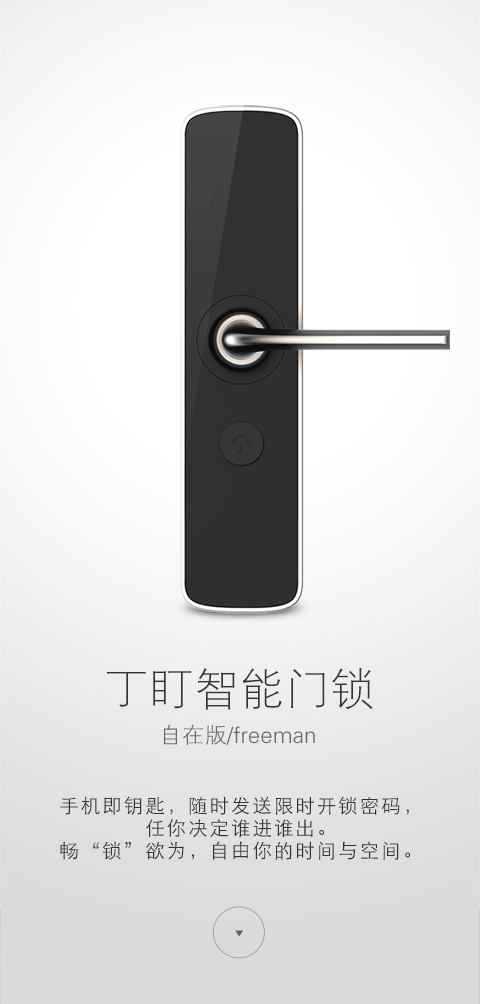 丁盯智能门锁
自在版/freeman
手机即钥匙，随时发送限时开锁密码，
任你决定谁进谁出。
畅“锁”欲为，自由你的时间与空间。